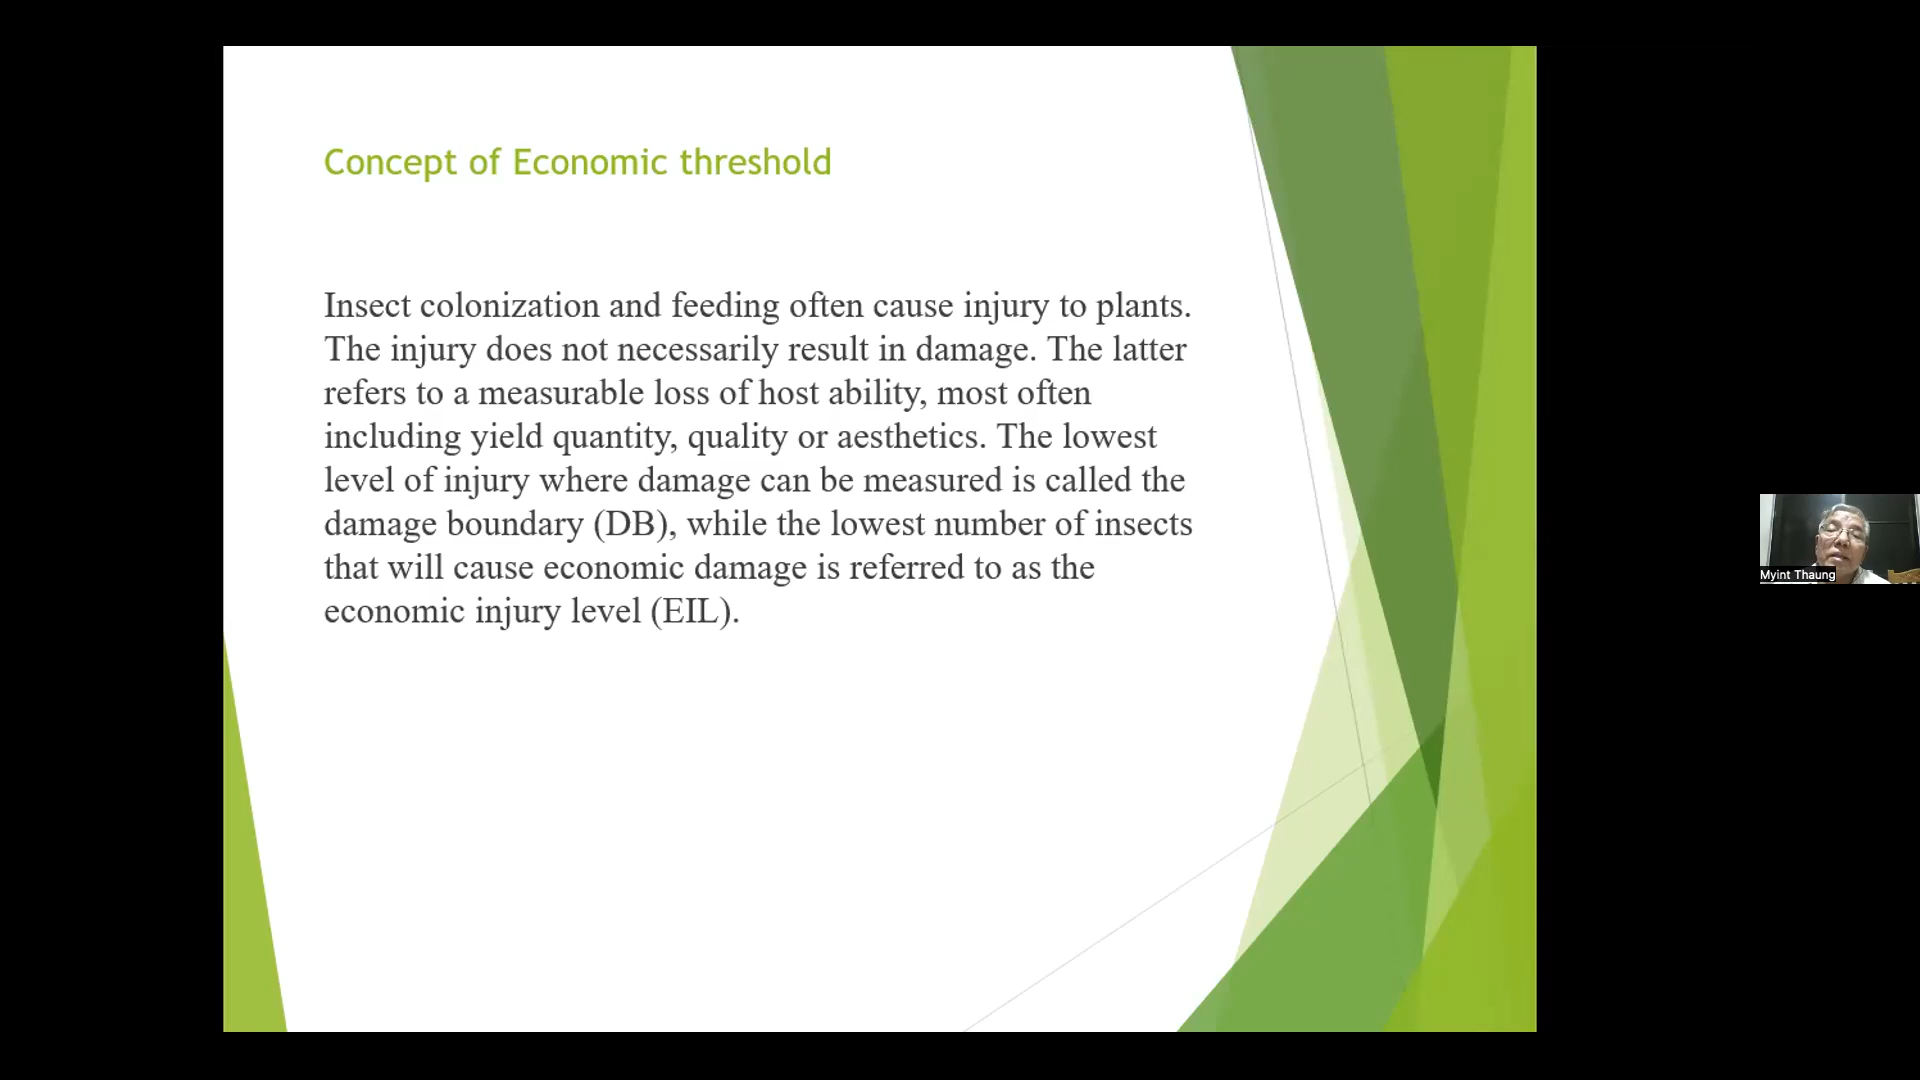 Concept of Economic threshold
Insect colonization and feeding often cause injury to plants.
The injury does not necessarily result in damage. The latter
refers to a measurable loss of host ability, most often
including yield quantity, quality or aesthetics. The lowest
level of injury where damage can be measured is called the
damage boundary (DB), while the lowest number of insects
that will cause economic damage is referred to as the
economic injury level (EIL).
Myint Thaung